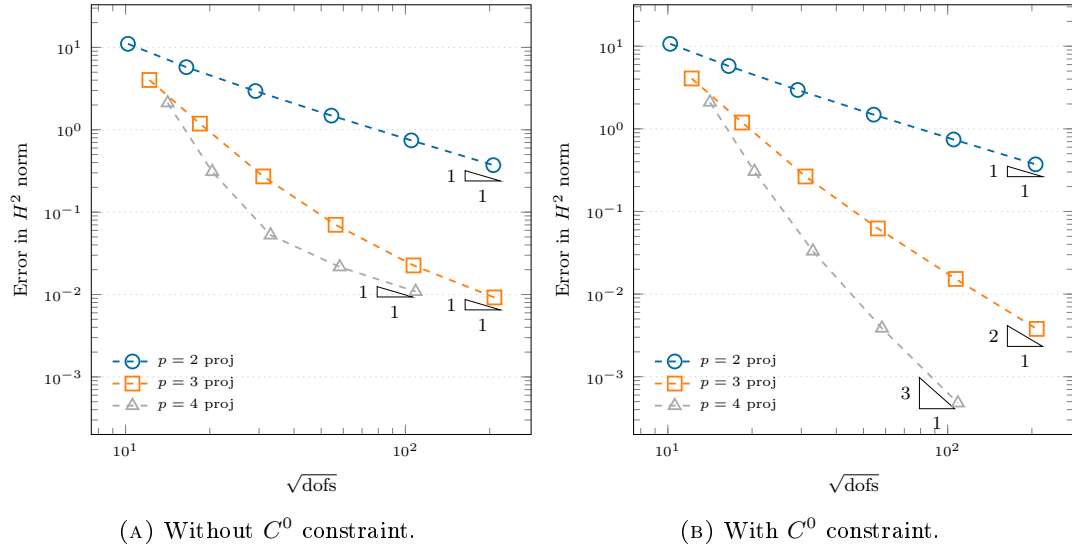 10^1
10^0
10^{-1}
10^{-2}
10^{-3}
Error in H^2 norm
1
1
1
1
1
1
p = 2 proj
p = 3 proj
p = 4 proj
10^1
10^2
√dofs
(A) Without C^0 constraint.
10^1
10^0
10^{-1}
10^{-2}
10^{-3}
Error in H^2 norm
1
1
2
1
3
1
p = 2 proj
p = 3 proj
p = 4 proj
10^1
10^2
√dofs
(B) With C^0 constraint.